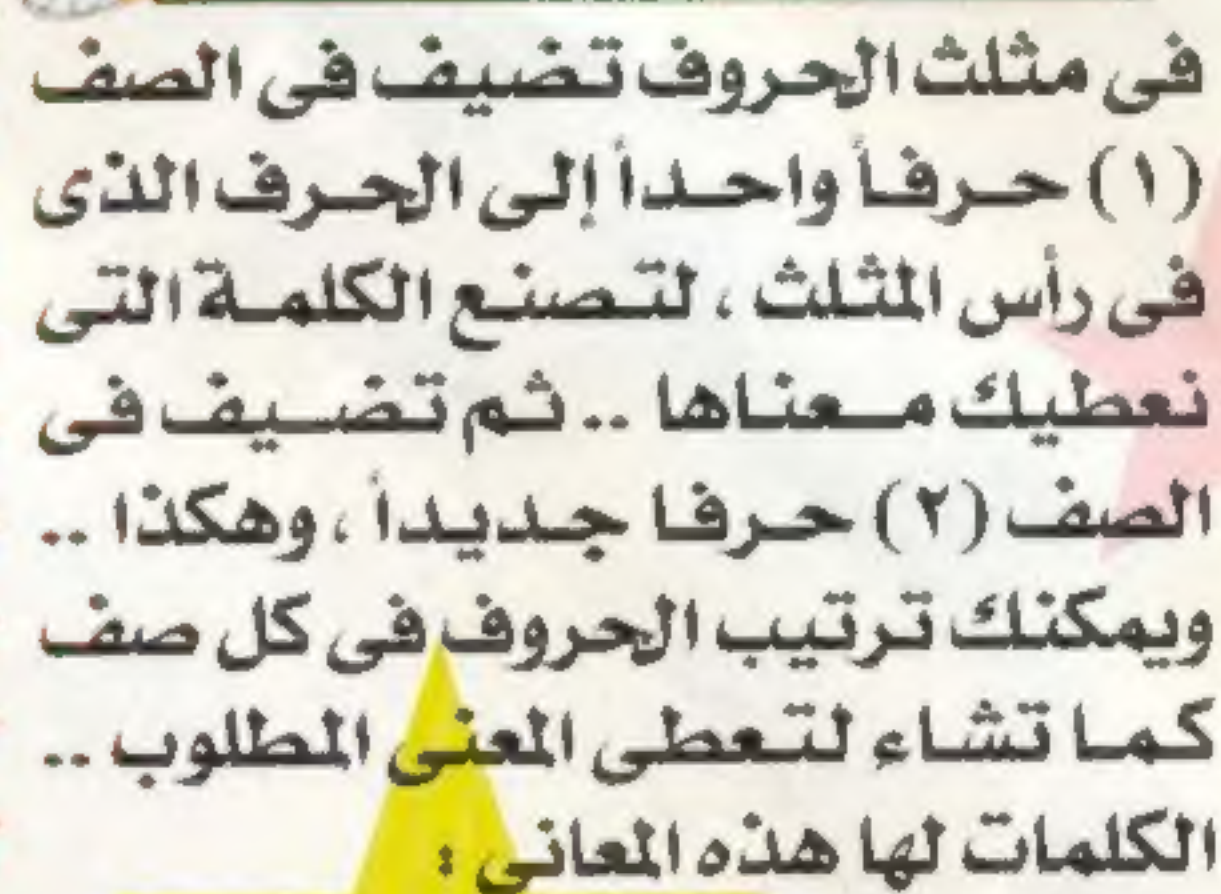 فى مثلث الحروف تضيف فى الصف
(١) حرفاً واحداً إلى الحرف الذى
فى رأس المثلث ، لتصنع الكلمة التى
نعطيك معناها .. ثم تضيف فى
الصف (٢) حرفا جديداً ، وهكذا ..
ويمكنك ترتيب الحروف فى كل صف
كما تشاء لتعطى المعنى المطلوب ..
الكلمات لها هذه المعانى :